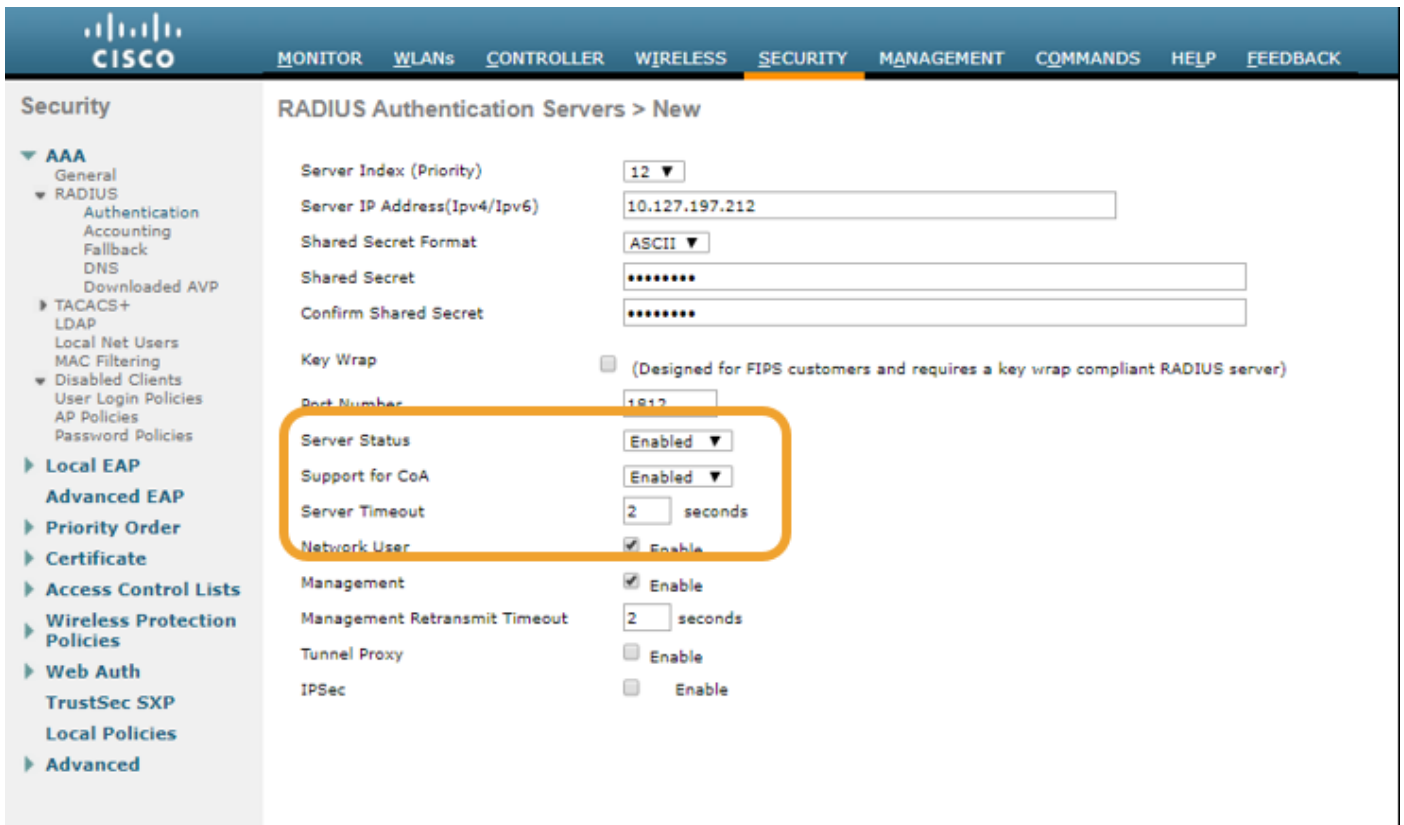 CISCO
MONITOR WLANs CONTROLLER WIRELESS SECURITY MANAGEMENT COMMANDS HELP FEEDBACK
Security
AAA
General
RADIUS
Authentication
Accounting
Fallback
DNS
Downloaded AVP
TACACS+
LDAP
Local Net Users
MAC Filtering
Disabled Clients
User Login Policies
AP Policies
Password Policies
Local EAP
Advanced EAP
Priority Order
Certificate
Access Control Lists
Wireless Protection
Policies
Web Auth
TrustSec SXP
Local Policies
Advanced
RADIUS Authentication Servers > New
Server Index (Priority) 12
Server IP Address(Ipv4/Ipv6) 10.127.197.212
Shared Secret Format ASCII
Shared Secret ••••••••
Confirm Shared Secret ••••••••
Key Wrap (Designed for FIPS customers and requires a key wrap compliant RADIUS server)
Port Number 1812
Server Status Enabled
Support for CoA Enabled
Server Timeout 2 seconds
Network User Enable
Management Enable
Management Retransmit Timeout 2 seconds
Tunnel Proxy Enable
IPSec Enable